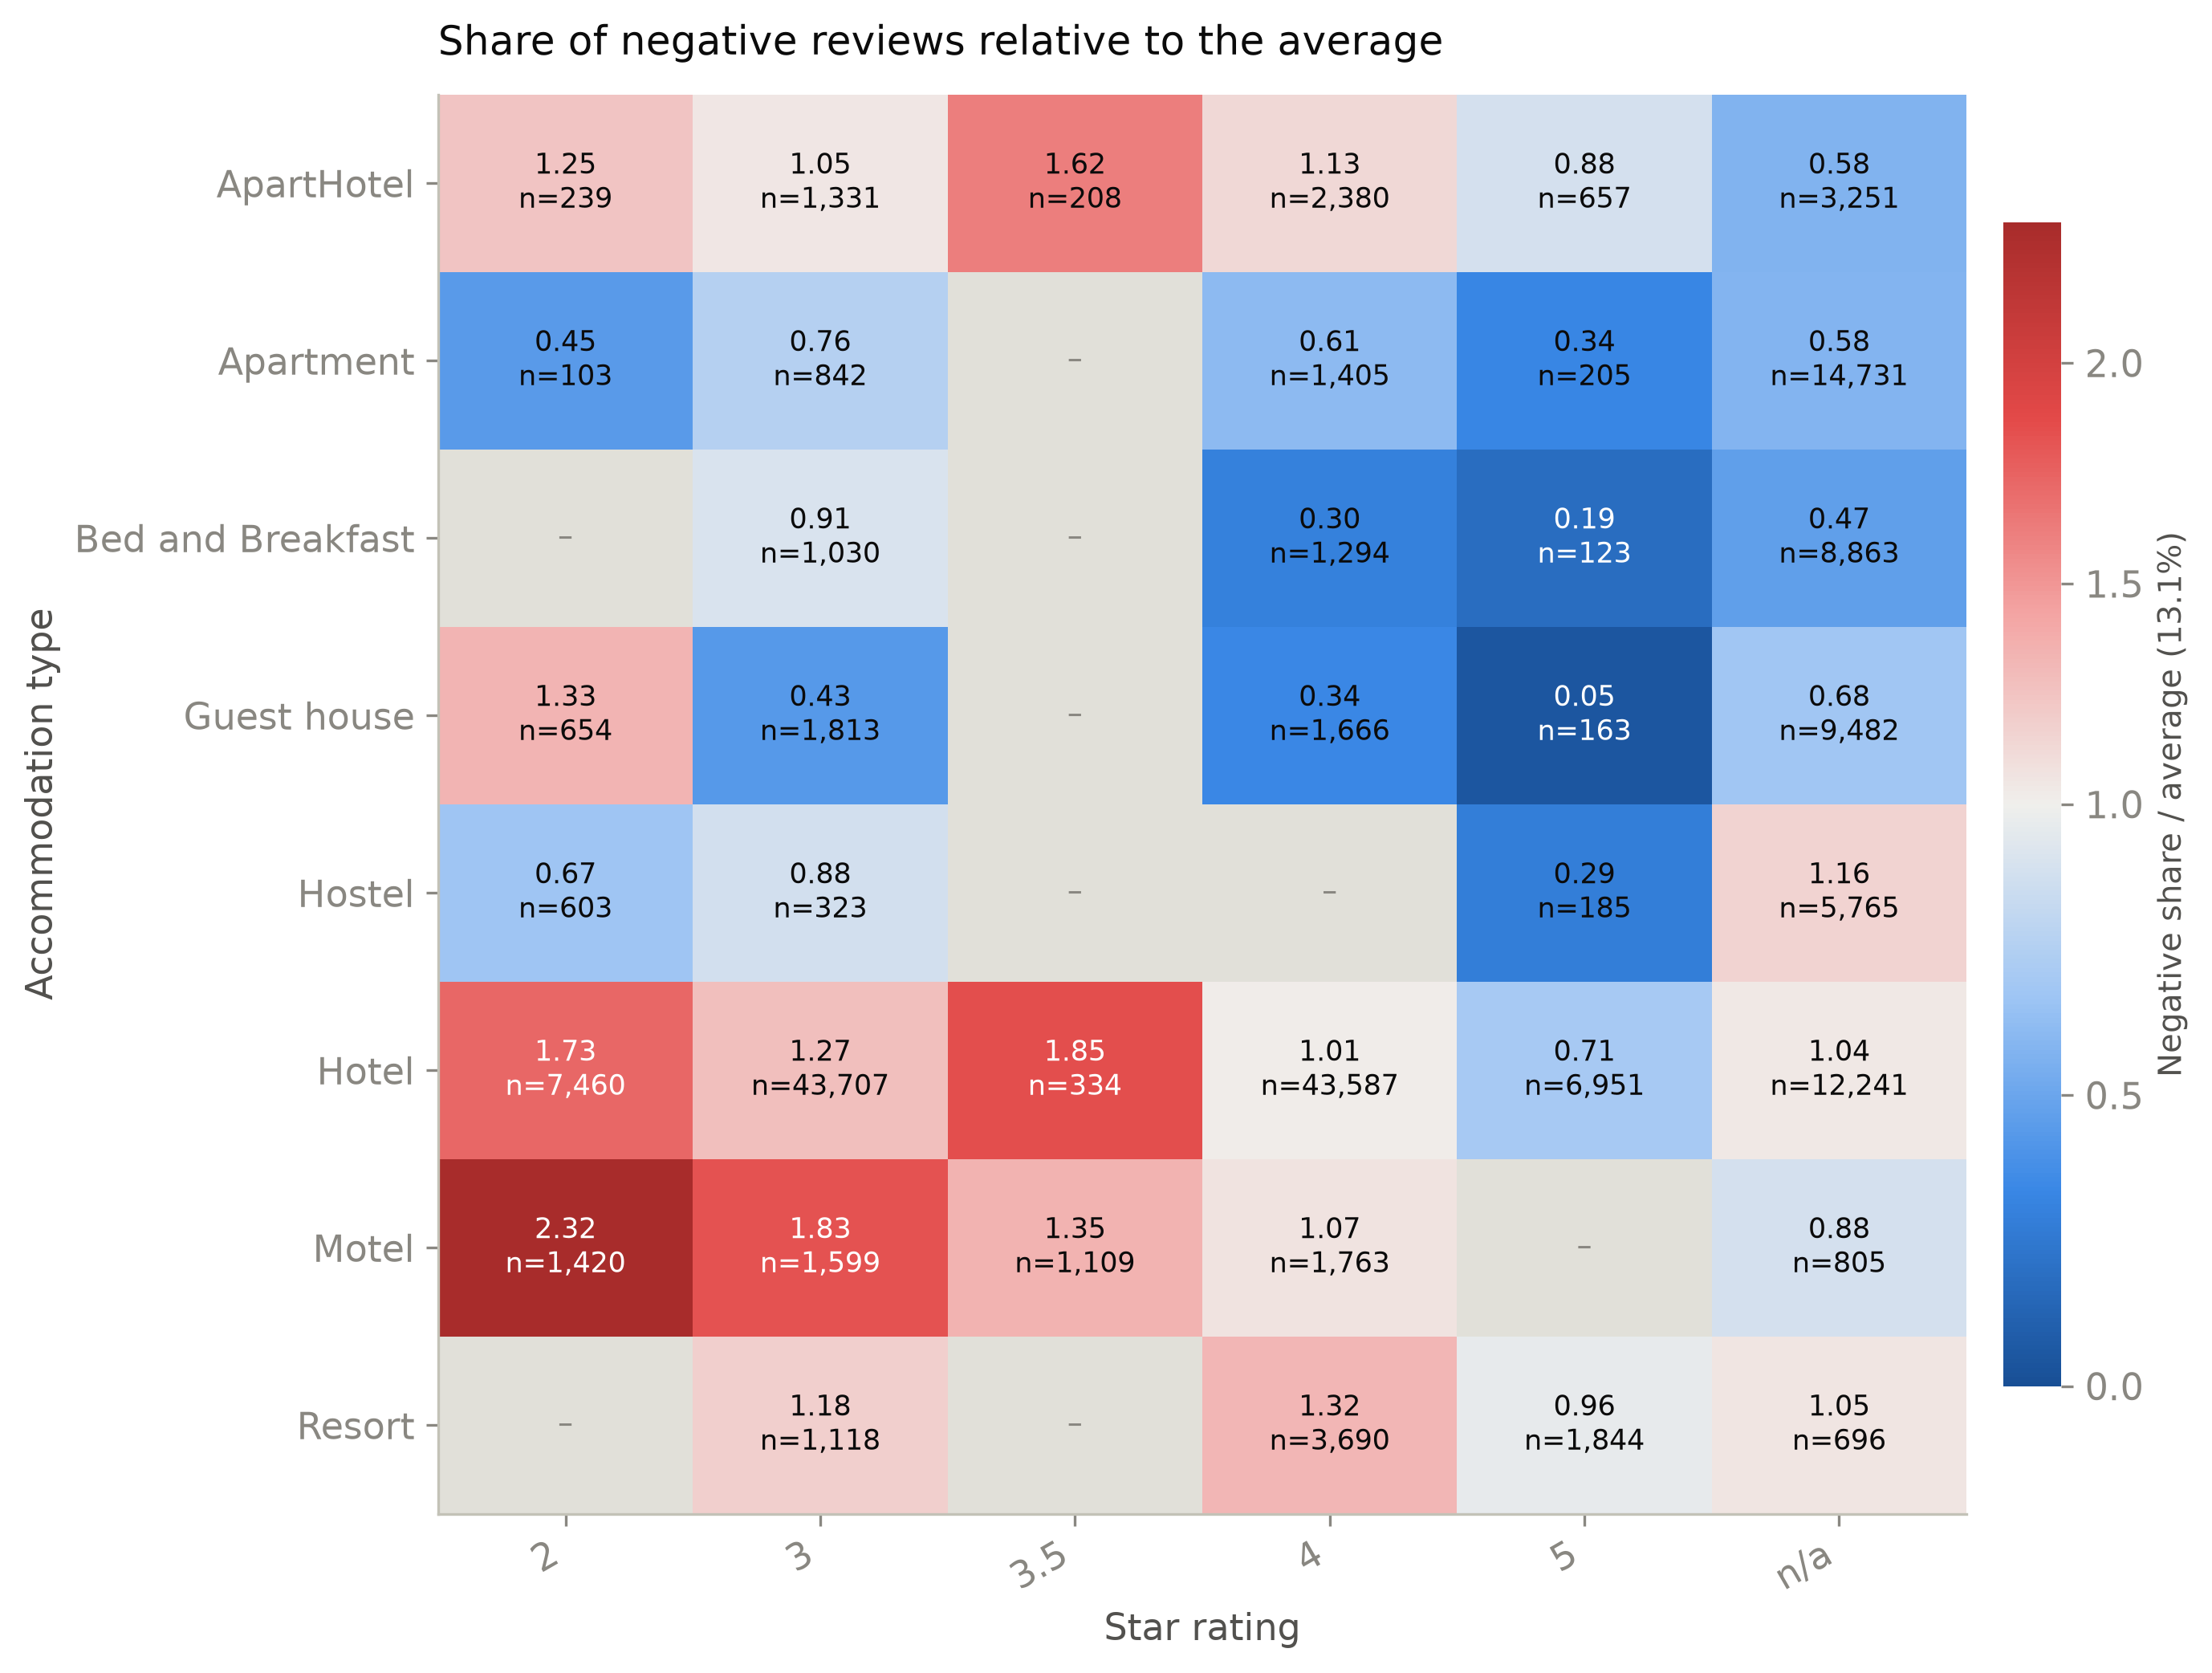 Share of negative reviews relative to the average
Accommodation type
ApartHotel
1.25
n=239
1.05
n=1,331
1.62
n=208
1.13
n=2,380
0.88
n=657
0.58
n=3,251
Apartment
0.45
n=103
0.76
n=842
–
0.61
n=1,405
0.34
n=205
0.58
n=14,731
Bed and Breakfast
–
0.91
n=1,030
–
0.30
n=1,294
0.19
n=123
0.47
n=8,863
Guest house
1.33
n=654
0.43
n=1,813
–
0.34
n=1,666
0.05
n=163
0.68
n=9,482
Hostel
0.67
n=603
0.88
n=323
–
–
0.29
n=185
1.16
n=5,765
Hotel
1.73
n=7,460
1.27
n=43,707
1.85
n=334
1.01
n=43,587
0.71
n=6,951
1.04
n=12,241
Motel
2.32
n=1,420
1.83
n=1,599
1.35
n=1,109
1.07
n=1,763
–
0.88
n=805
Resort
–
1.18
n=1,118
–
1.32
n=3,690
0.96
n=1,844
1.05
n=696
2
3
3.5
4
5
n/a
Star rating
2.0
1.5
1.0
0.5
0.0
Negative share / average (13.1%)